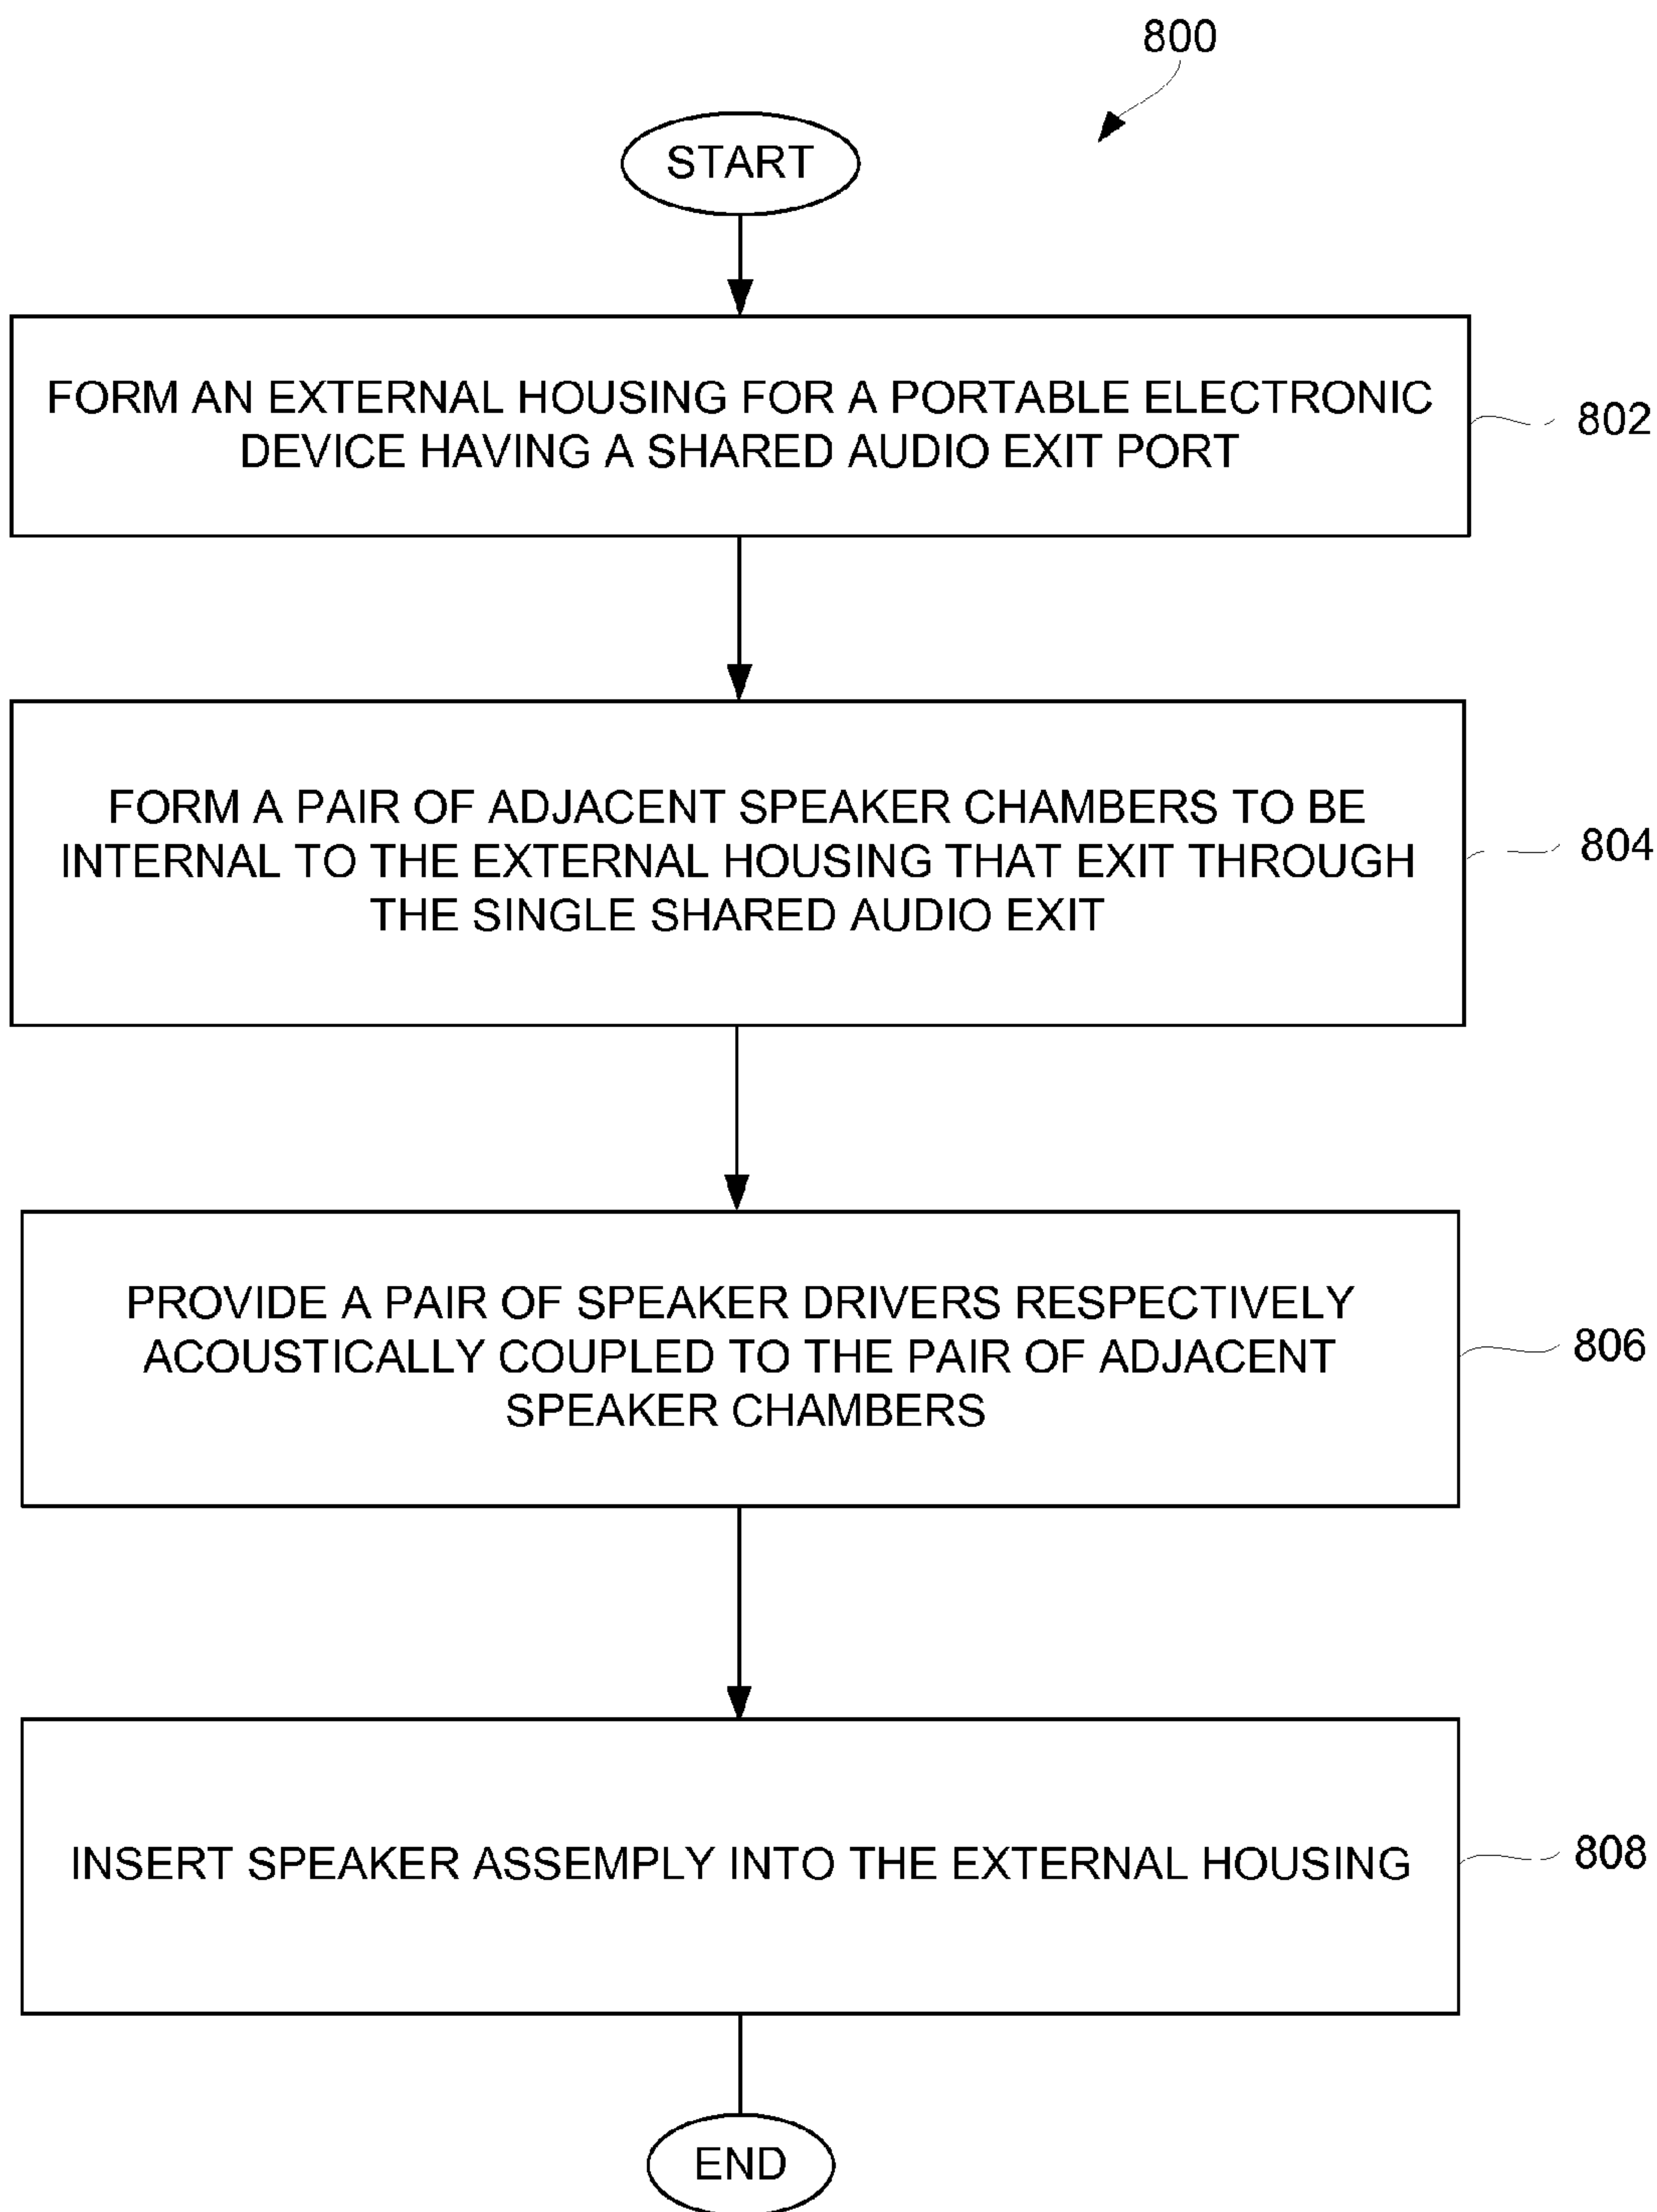 800
START
FORM AN EXTERNAL HOUSING FOR A PORTABLE ELECTRONIC
DEVICE HAVING A SHARED AUDIO EXIT PORT
802
FORM A PAIR OF ADJACENT SPEAKER CHAMBERS TO BE
INTERNAL TO THE EXTERNAL HOUSING THAT EXIT THROUGH
THE SINGLE SHARED AUDIO EXIT
804
PROVIDE A PAIR OF SPEAKER DRIVERS RESPECTIVELY
ACOUSTICALLY COUPLED TO THE PAIR OF ADJACENT
SPEAKER CHAMBERS
806
INSERT SPEAKER ASSEMPLY INTO THE EXTERNAL HOUSING
808
END